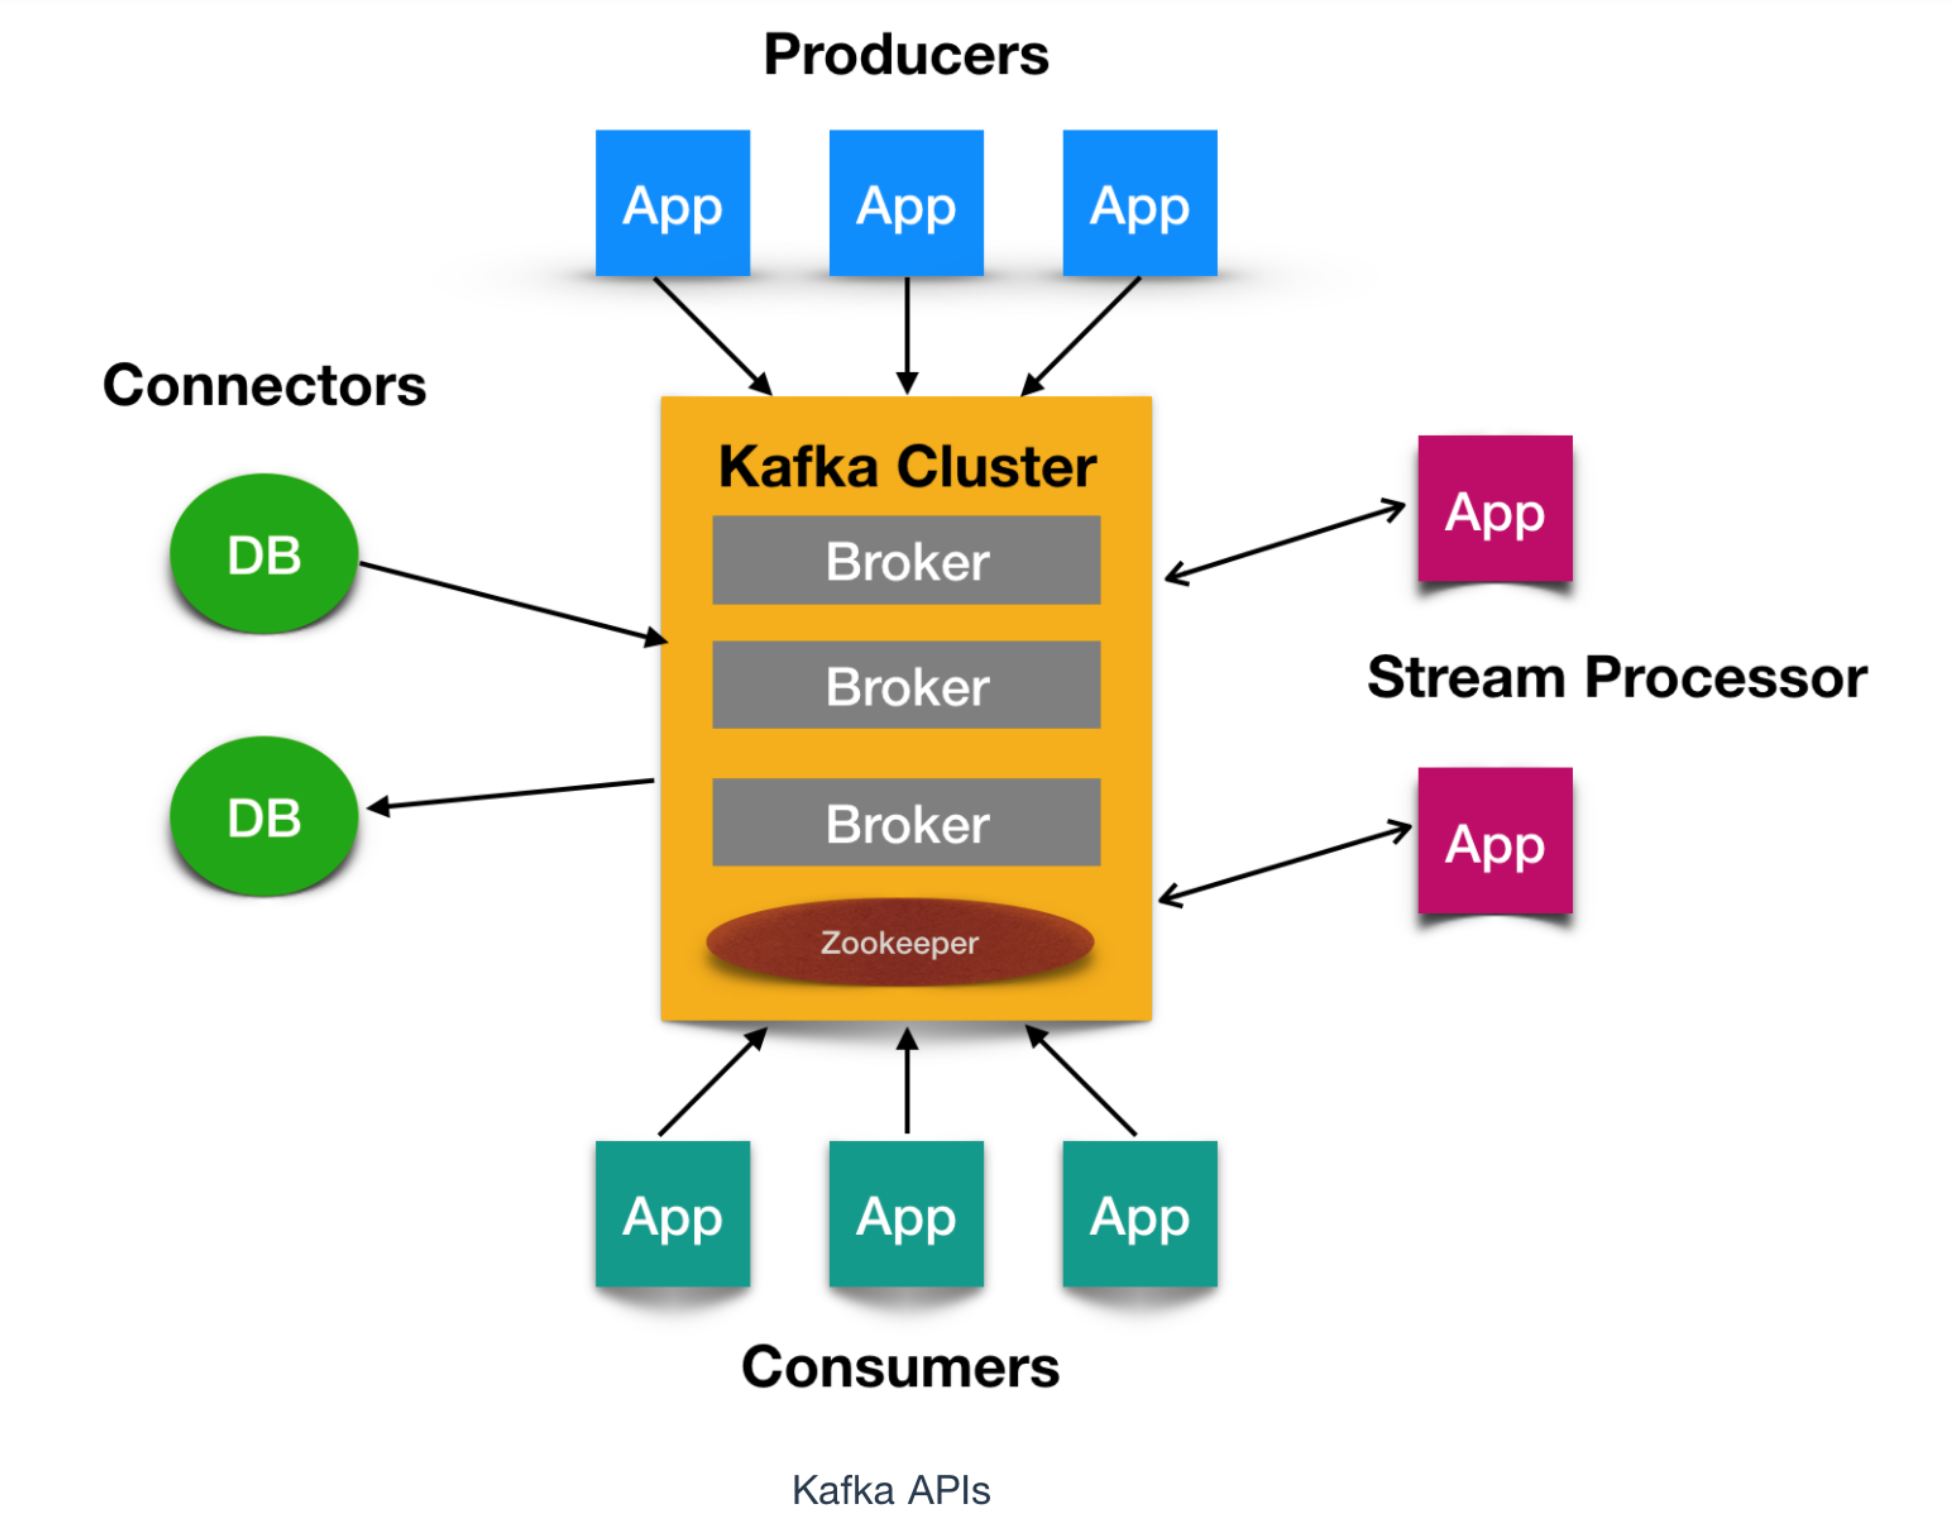 Producers
App App App
Connectors
Kafka Cluster
DB
Broker
App
Broker
Stream Processor
DB
Broker
App
Zookeeper
App App App
Consumers
Kafka APIs